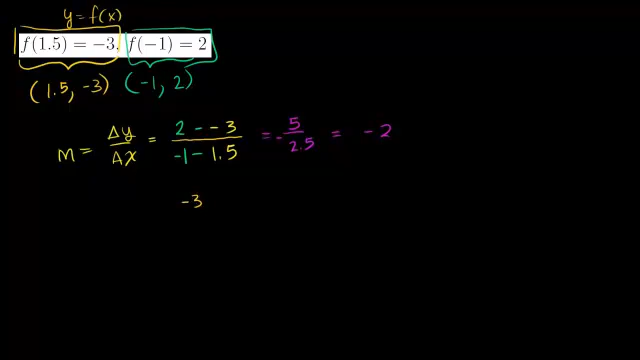 y = f(x)
f(1.5) = −3, f(−1) = 2
(1.5, −3) (−1, 2)
m = Δy/ΔX = 2 − −3/−1 − 1.5 = −5/2.5 = −2
−3